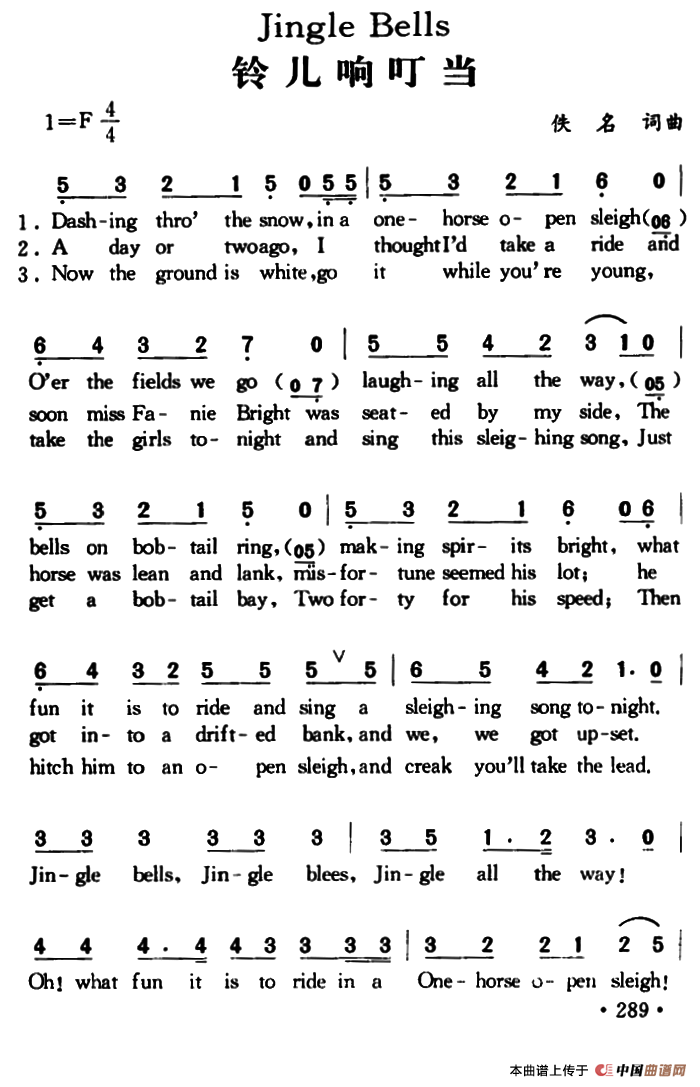 Jingle Bells
铃儿响叮当
1=F 4/4 佚名 词曲
5 3 2 1 5 0 5 5 | 5 3 2 1 6 0 |
1. Dash-ing thro' the snow, in a one- horse o- pen sleigh (06)
2. A day or twoago, I thought I'd take a ride and
3. Now the ground is white, go it while you're young,
6 4 3 2 7 0 | 5 5 4 2 3 1 0 |
O'er the fields we go (0 7) laugh-ing all the way, (05)
soon miss Fa- nie Bright was seat- ed by my side, The
take the girls to- night and sing this sleig-hing song, Just
5 3 2 1 5 0 | 5 3 2 1 6 0 6 |
bells on bob- tail ring, (05) mak- ing spir- its bright, what
horse was lean and lank, mis-for- tune seemed his lot; he
get a bob- tail bay, Two for- ty for his speed; Then
6 4 3 2 5 5 5 V 5 | 6 5 4 2 1. 0 |
fun it is to ride and sing a sleigh- ing song to- night.
got in- to a drift-ed bank, and we, we got up-set.
hitch him to an o- pen sleigh, and creak you'll take the lead.
3 3 3 3 3 3 | 3 5 1 . 2 3 . 0 |
Jin- gle bells, Jin- gle blees, Jin- gle all the way!
4 4 4 . 4 4 3 3 3 3 | 3 2 2 1 2 5 |
Oh! what fun it is to ride in a One- horse o- pen sleigh!
· 289 ·
本曲谱上传于 中国曲谱网